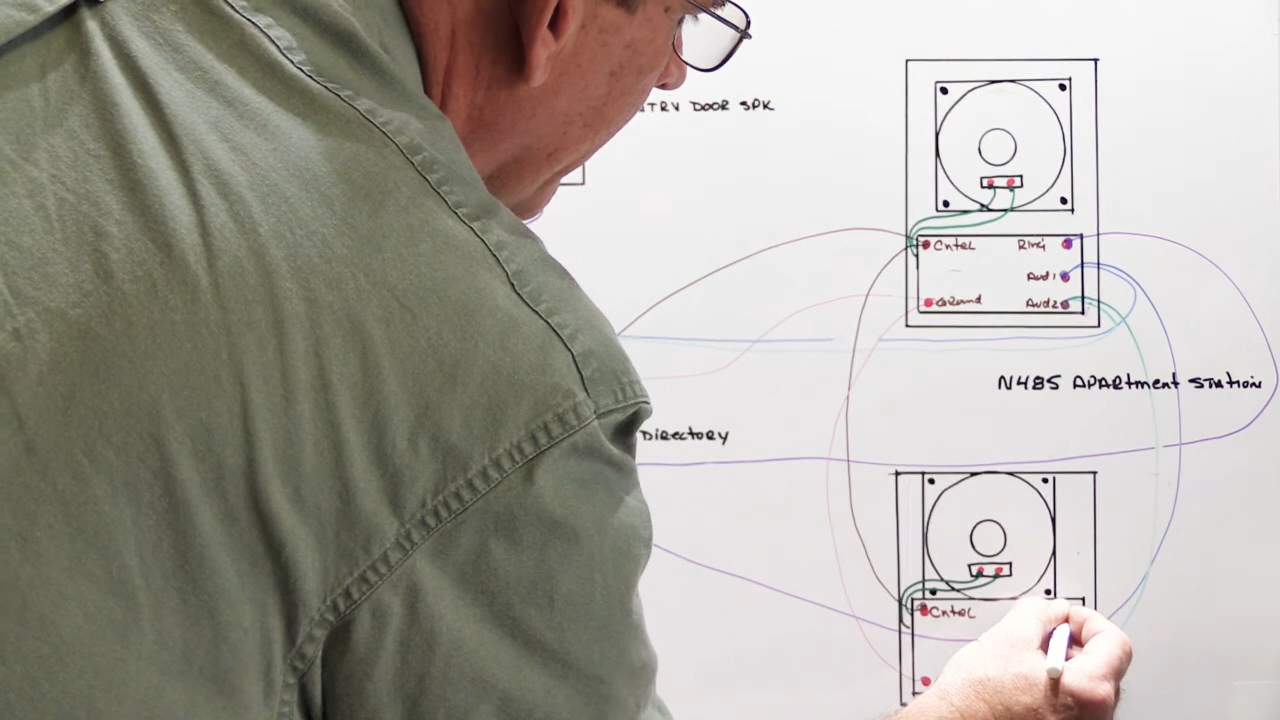 DOOR SPK
Cntrl Ring
Aud1
Ground Aud2
N485 APARTMENT STATION
DIRECTORY
Cntrl